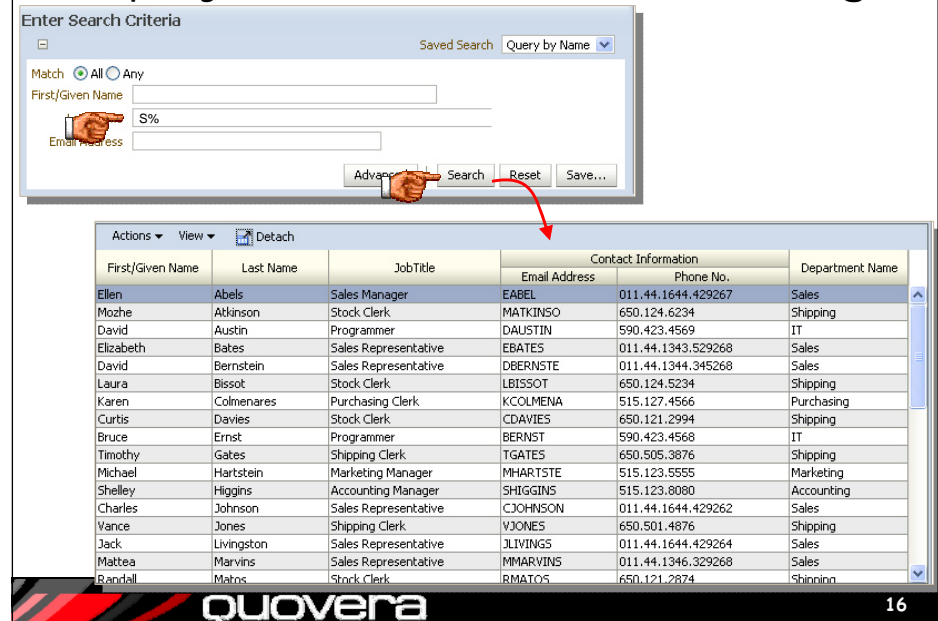 Enter Search Criteria
Saved Search Query by Name
Match All Any
First/Given Name
S%
Email Address
Search Reset Save...
Actions View Detach
First/Given Name Last Name JobTitle Contact Information Department Name
Email Address Phone No.
Ellen Abels Sales Manager EABEL 011.44.1644.429267 Sales
Mozhe Atkinson Stock Clerk MATKINSO 650.124.6234 Shipping
David Austin Programmer DAUSTIN 590.423.4569 IT
Elizabeth Bates Sales Representative EBATES 011.44.1343.529268 Sales
David Bernstein Sales Representative DBERNSTE 011.44.1344.345268 Sales
Laura Bissot Stock Clerk LBISSOT 650.124.5234 Shipping
Karen Colmenares Purchasing Clerk KCOLMENA 515.127.4566 Purchasing
Curtis Davies Stock Clerk CDAVIES 650.121.2994 Shipping
Bruce Ernst Programmer BERNST 590.423.4568 IT
Timothy Gates Shipping Clerk TGATES 650.505.3876 Shipping
Michael Hartstein Marketing Manager MHARTSTE 515.123.5555 Marketing
Shelley Higgins Accounting Manager SHIGGINS 515.123.8080 Accounting
Charles Johnson Sales Representative CJOHNSON 011.44.1644.429262 Sales
Vance Jones Shipping Clerk VJONES 650.501.4876 Shipping
Jack Livingston Sales Representative JLIVINGS 011.44.1644.429264 Sales
Mattea Marvins Sales Representative MMARVINS 011.44.1346.329268 Sales
Randall Matos Stock Clerk RMATOS 650.121.2874 Shipping
quovera
16